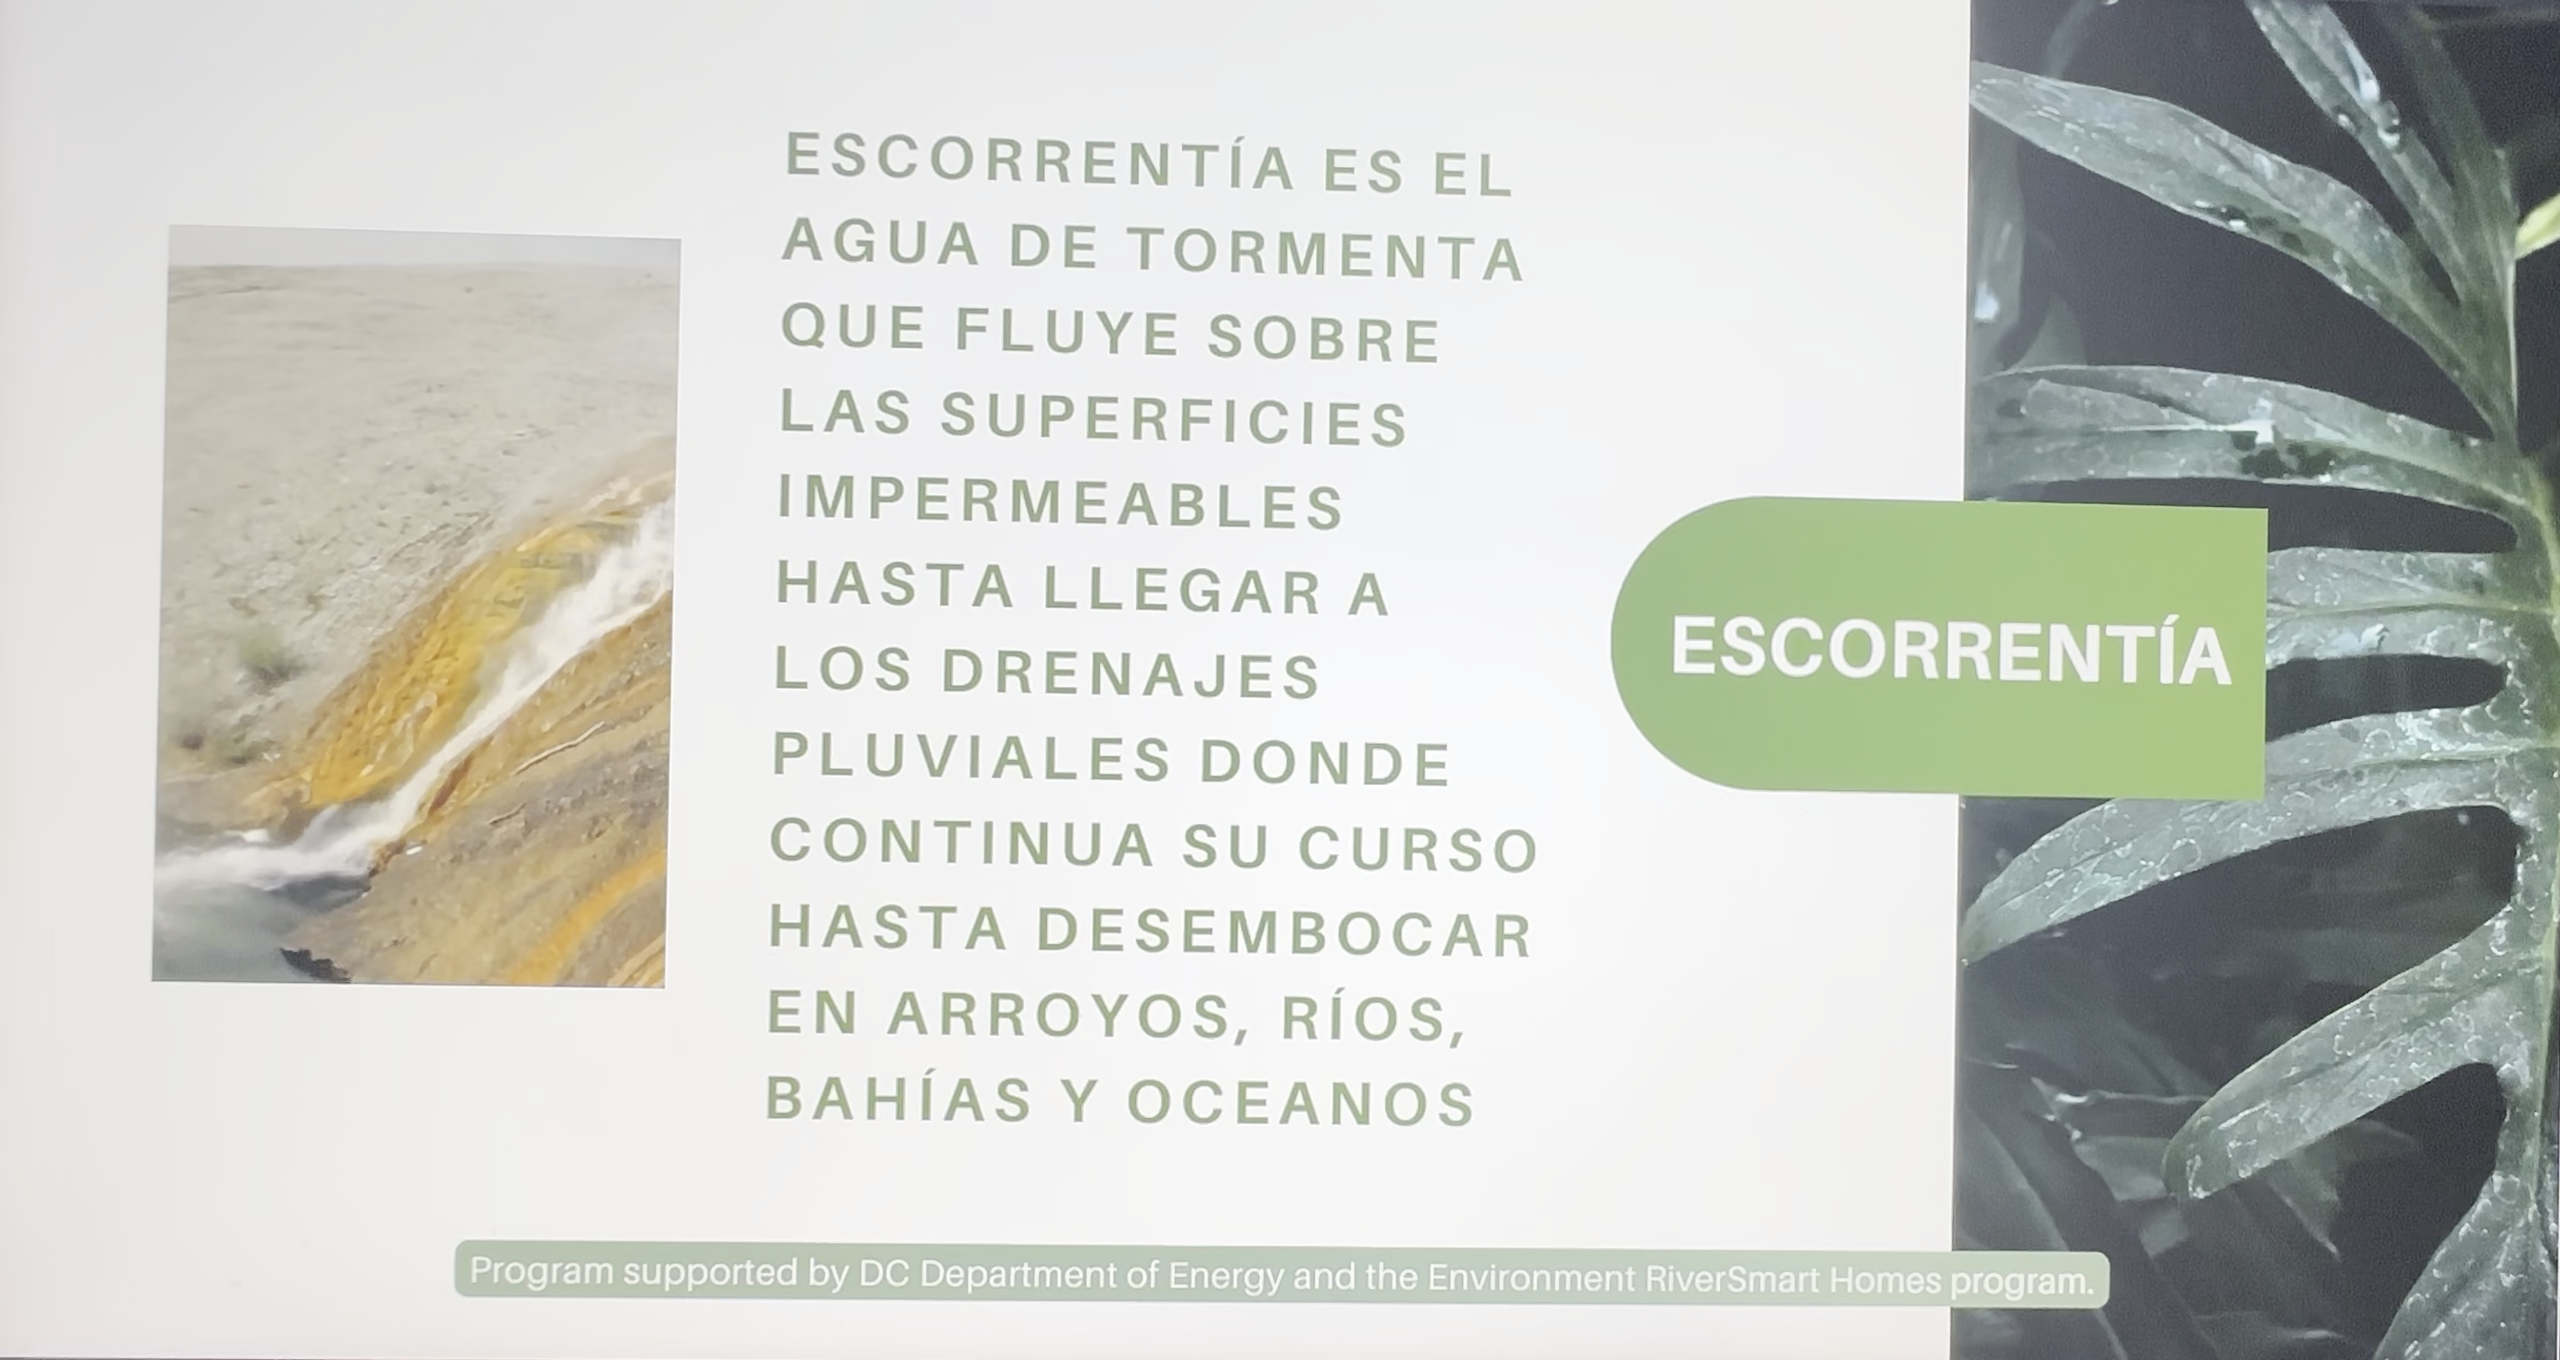 ESCORRENTÍA ES EL
AGUA DE TORMENTA
QUE FLUYE SOBRE
LAS SUPERFICIES
IMPERMEABLES
HASTA LLEGAR A
LOS DRENAJES
PLUVIALES DONDE
CONTINUA SU CURSO
HASTA DESEMBOCAR
EN ARROYOS, RÍOS,
BAHÍAS Y OCEANOS
ESCORRENTÍA
Program supported by DC Department of Energy and the Environment RiverSmart Homes program.